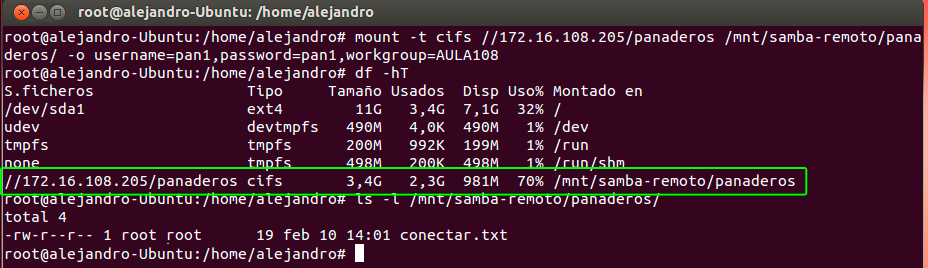 root@alejandro-Ubuntu: /home/alejandro
root@alejandro-Ubuntu:/home/alejandro# mount -t cifs //172.16.108.205/panaderos /mnt/samba-remoto/pana
deros/ -o username=pan1,password=pan1,workgroup=AULA108
root@alejandro-Ubuntu:/home/alejandro# df -hT
S.ficheros                 Tipo     Tamaño Usados  Disp Uso% Montado en
/dev/sda1                  ext4        11G   3,4G  7,1G  32% /
udev                       devtmpfs   490M   4,0K  490M   1% /dev
tmpfs                      tmpfs      200M   992K  199M   1% /run
none                       tmpfs      498M   200K  498M   1% /run/shm
//172.16.108.205/panaderos cifs       3,4G   2,3G  981M  70% /mnt/samba-remoto/panaderos
root@alejandro-Ubuntu:/home/alejandro# ls -l /mnt/samba-remoto/panaderos/
total 4
-rw-r--r-- 1 root root      19 feb 10 14:01 conectar.txt
root@alejandro-Ubuntu:/home/alejandro#